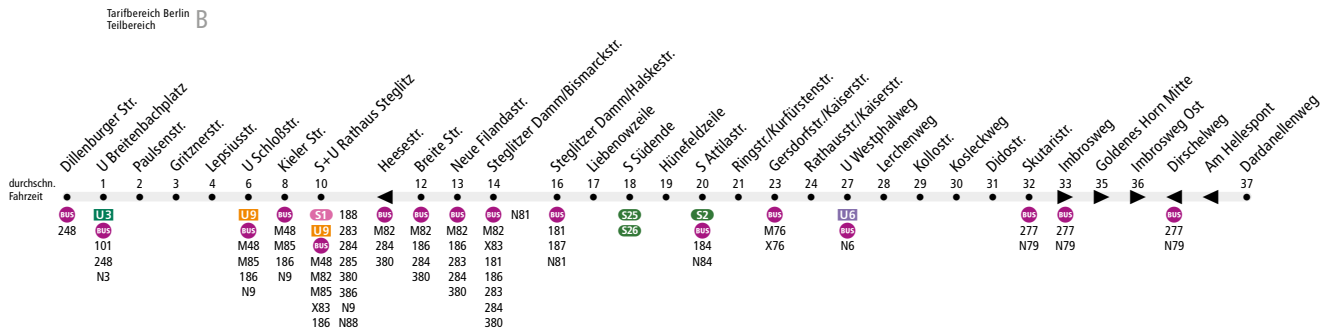 Tarifbereich Berlin
Teilbereich B
Dillenburger Str.
U Breitenbachplatz
Paulsenstr.
Gritznerstr.
Lepsiusstr.
U Schloßstr.
Kieler Str.
S+U Rathaus Steglitz
Heesestr.
Breite Str.
Neue Filandastr.
Steglitzer Damm/Bismarckstr.
Steglitzer Damm/Halskestr.
Liebenowzeile
S Südende
Hünefeldzeile
S Attilastr.
Ringstr./Kurfürstenstr.
Gersdorfstr./Kaiserstr.
Rathausstr./Kaiserstr.
U Westphalweg
Lerchenweg
Kollostr.
Kosleckweg
Didostr.
Skutaristr.
Imbrosweg
Goldenes Horn Mitte
Imbrosweg Ost
Dirschelweg
Am Hellespont
Dardanellenweg
durchschn. 1 2 3 4 6 8 10 12 13 14 16 17 18 19 20 21 23 24 27 28 29 30 31 32 33 35 36 37
Fahrzeit
BUS U3 U9 BUS S1 188 BUS BUS BUS BUS N81 BUS S25 S2 BUS U6 BUS BUS BUS
248 BUS BUS M48 U9 283 M82 M82 M82 M82 181 S26 BUS M76 BUS 277 277 277
101 M48 M85 BUS 284 284 186 186 X83 187 184 X76 N6 N79 N79 N79
248 M85 186 M48 285 380 284 283 181 N81 N84
N3 186 N9 M82 380 380 284 186
N9 M85 386 380 283
X83 N9 284
186 N88 380